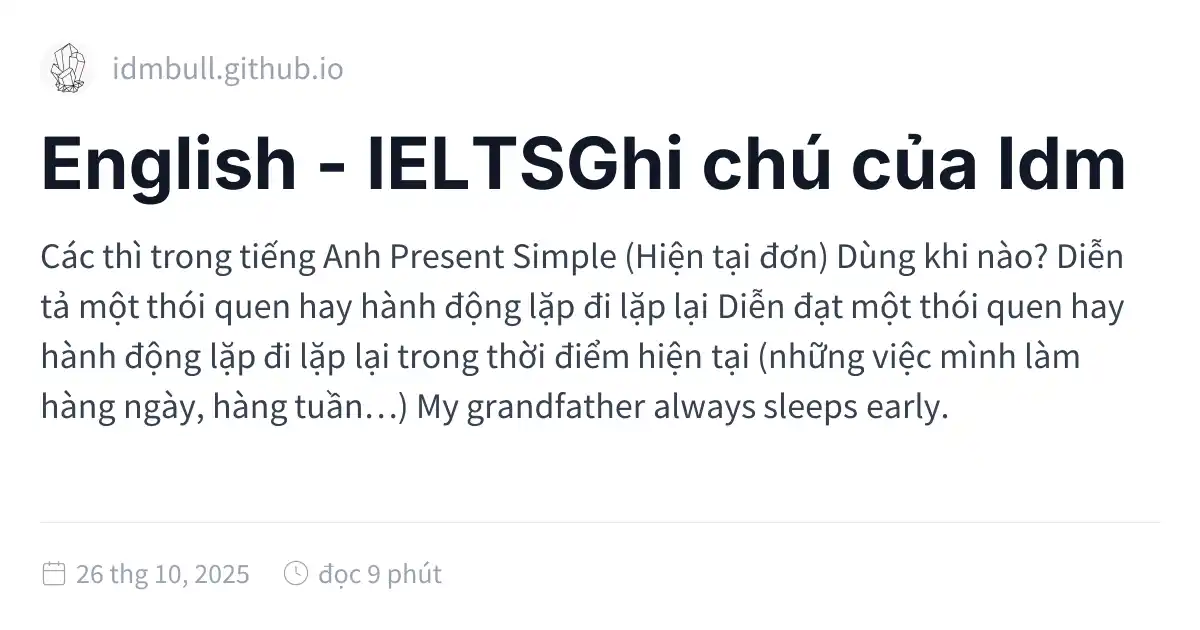 idmbull.github.io
English - IELTSGhi chú của Idm
Các thì trong tiếng Anh Present Simple (Hiện tại đơn) Dùng khi nào? Diễn
tả một thói quen hay hành động lặp đi lặp lại Diễn đạt một thói quen hay
hành động lặp đi lặp lại trong thời điểm hiện tại (những việc mình làm
hàng ngày, hàng tuần…) My grandfather always sleeps early.
26 thg 10, 2025 đọc 9 phút